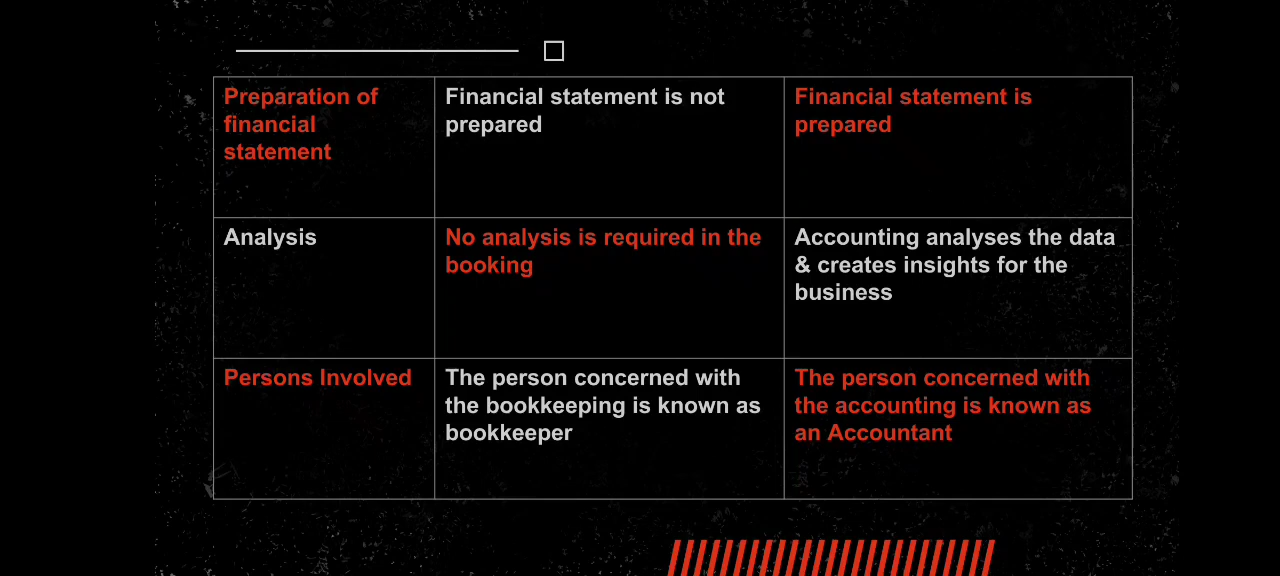 Preparation of
financial
statement
Financial statement is not
prepared
Financial statement is
prepared
Analysis
No analysis is required in the
booking
Accounting analyses the data
& creates insights for the
business
Persons Involved
The person concerned with
the bookkeeping is known as
bookkeeper
The person concerned with
the accounting is known as
an Accountant